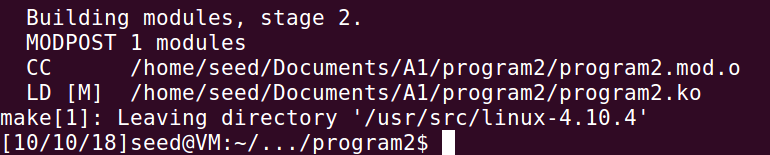 Building modules, stage 2.
MODPOST 1 modules
CC      /home/seed/Documents/A1/program2/program2.mod.o
LD [M]  /home/seed/Documents/A1/program2/program2.ko
make[1]: Leaving directory '/usr/src/linux-4.10.4'
[10/10/18]seed@VM:~/.../program2$